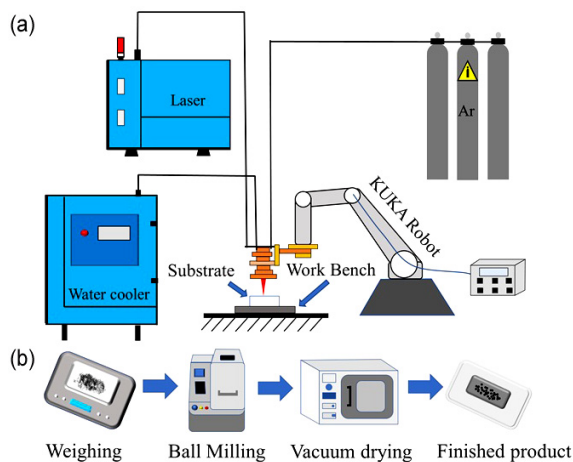 (a)
Laser
Ar
KUKA Robot
Substrate
Work Bench
Water cooler
(b)
Weighing
Ball Milling
Vacuum drying
Finished product